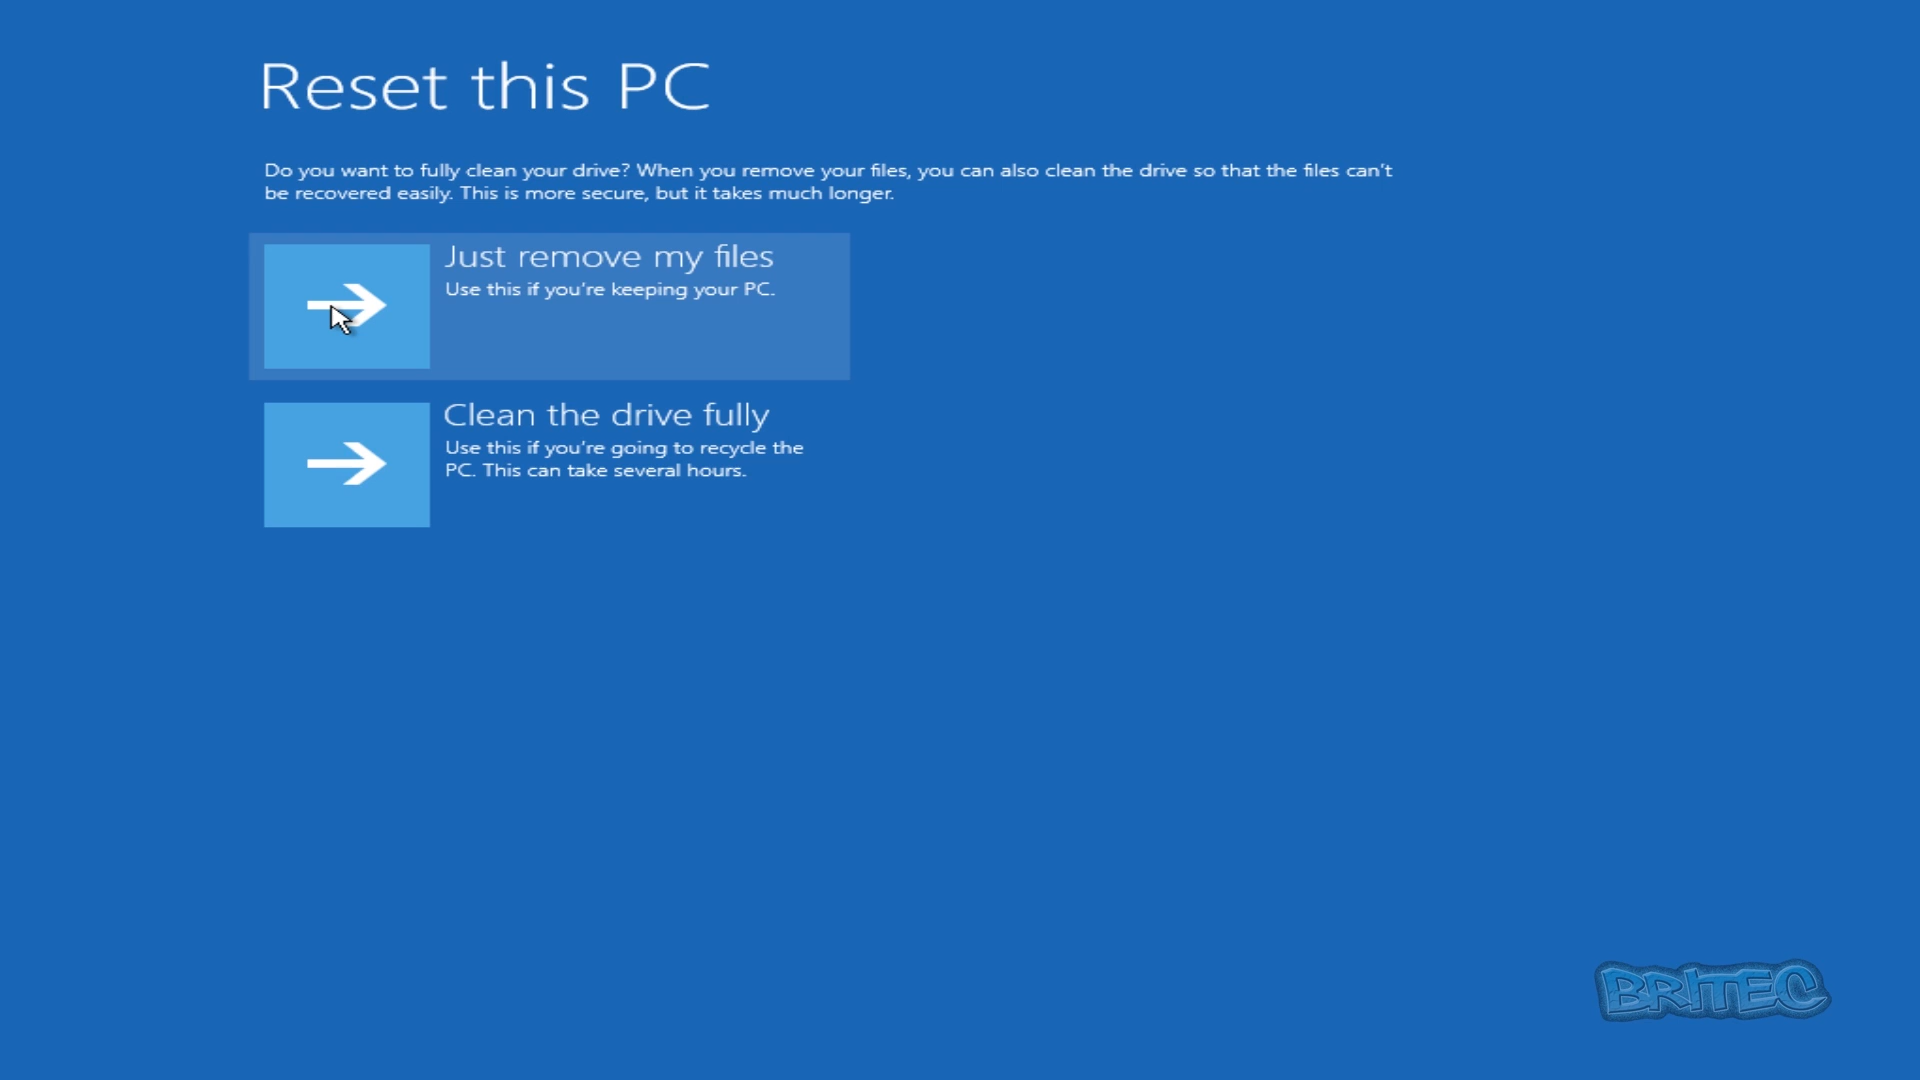 Reset this PC
Do you want to fully clean your drive? When you remove your files, you can also clean the drive so that the files can't
be recovered easily. This is more secure, but it takes much longer.
Just remove my files
Use this if you're keeping your PC.
Clean the drive fully
Use this if you're going to recycle the
PC. This can take several hours.
BRITEC